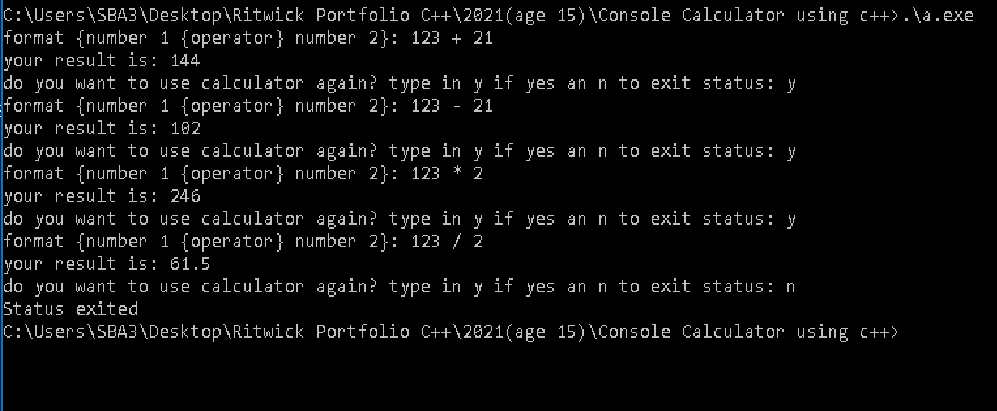 C:\Users\SBA3\Desktop\Ritwick Portfolio C++\2021(age 15)\Console Calculator using c++>.\a.exe
format {number 1 {operator} number 2}: 123 + 21
your result is: 144
do you want to use calculator again? type in y if yes an n to exit status: y
format {number 1 {operator} number 2}: 123 - 21
your result is: 102
do you want to use calculator again? type in y if yes an n to exit status: y
format {number 1 {operator} number 2}: 123 * 2
your result is: 246
do you want to use calculator again? type in y if yes an n to exit status: y
format {number 1 {operator} number 2}: 123 / 2
your result is: 61.5
do you want to use calculator again? type in y if yes an n to exit status: n
Status exited
C:\Users\SBA3\Desktop\Ritwick Portfolio C++\2021(age 15)\Console Calculator using c++>